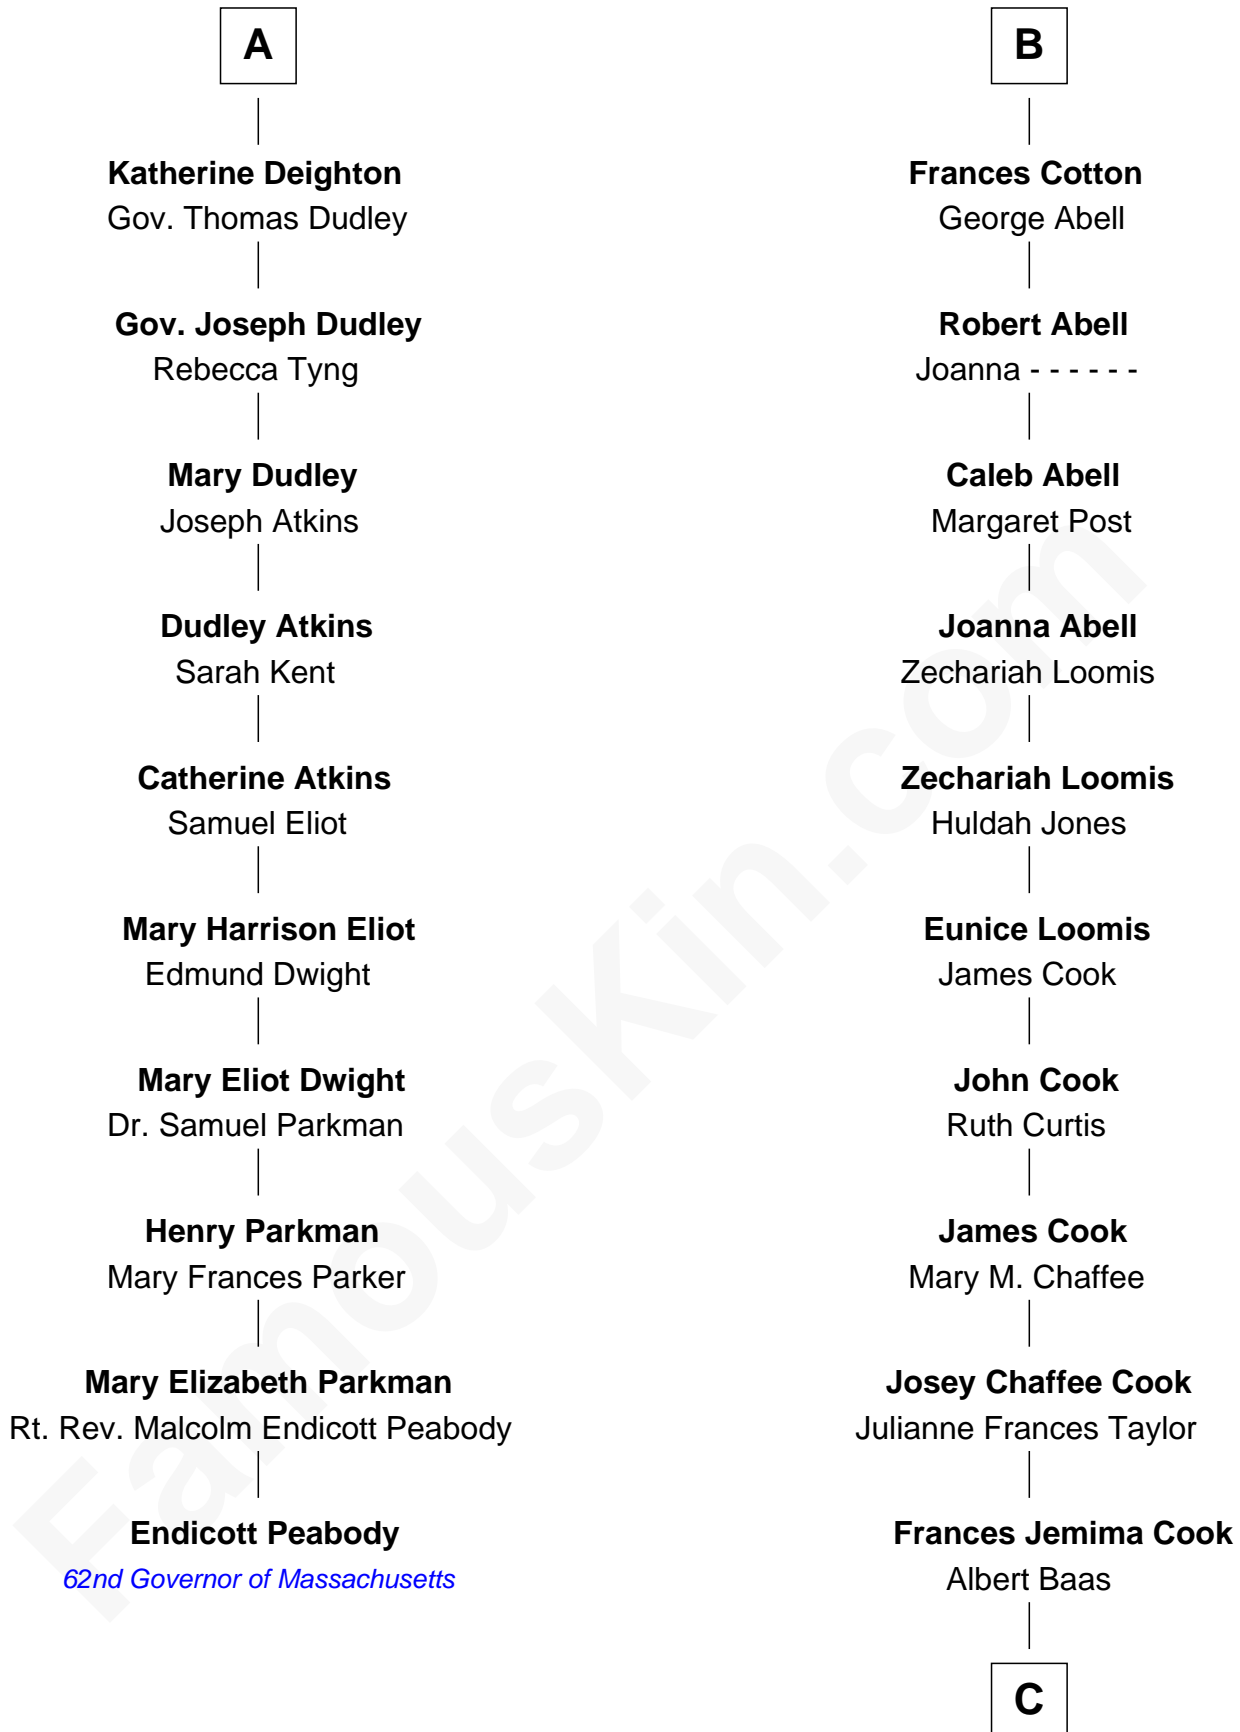 A
Katherine Deighton
Gov. Thomas Dudley
Gov. Joseph Dudley
Rebecca Tyng
Mary Dudley
Joseph Atkins
Dudley Atkins
Sarah Kent
Catherine Atkins
Samuel Eliot
Mary Harrison Eliot
Edmund Dwight
Mary Eliot Dwight
Dr. Samuel Parkman
Henry Parkman
Mary Frances Parker
Mary Elizabeth Parkman
Rt. Rev. Malcolm Endicott Peabody
Endicott Peabody
62nd Governor of Massachusetts
B
Frances Cotton
George Abell
Robert Abell
Joanna - - - - - -
Caleb Abell
Margaret Post
Joanna Abell
Zechariah Loomis
Zechariah Loomis
Huldah Jones
Eunice Loomis
James Cook
John Cook
Ruth Curtis
James Cook
Mary M. Chaffee
Josey Chaffee Cook
Julianne Frances Taylor
Frances Jemima Cook
Albert Baas
C
FamousKin.com